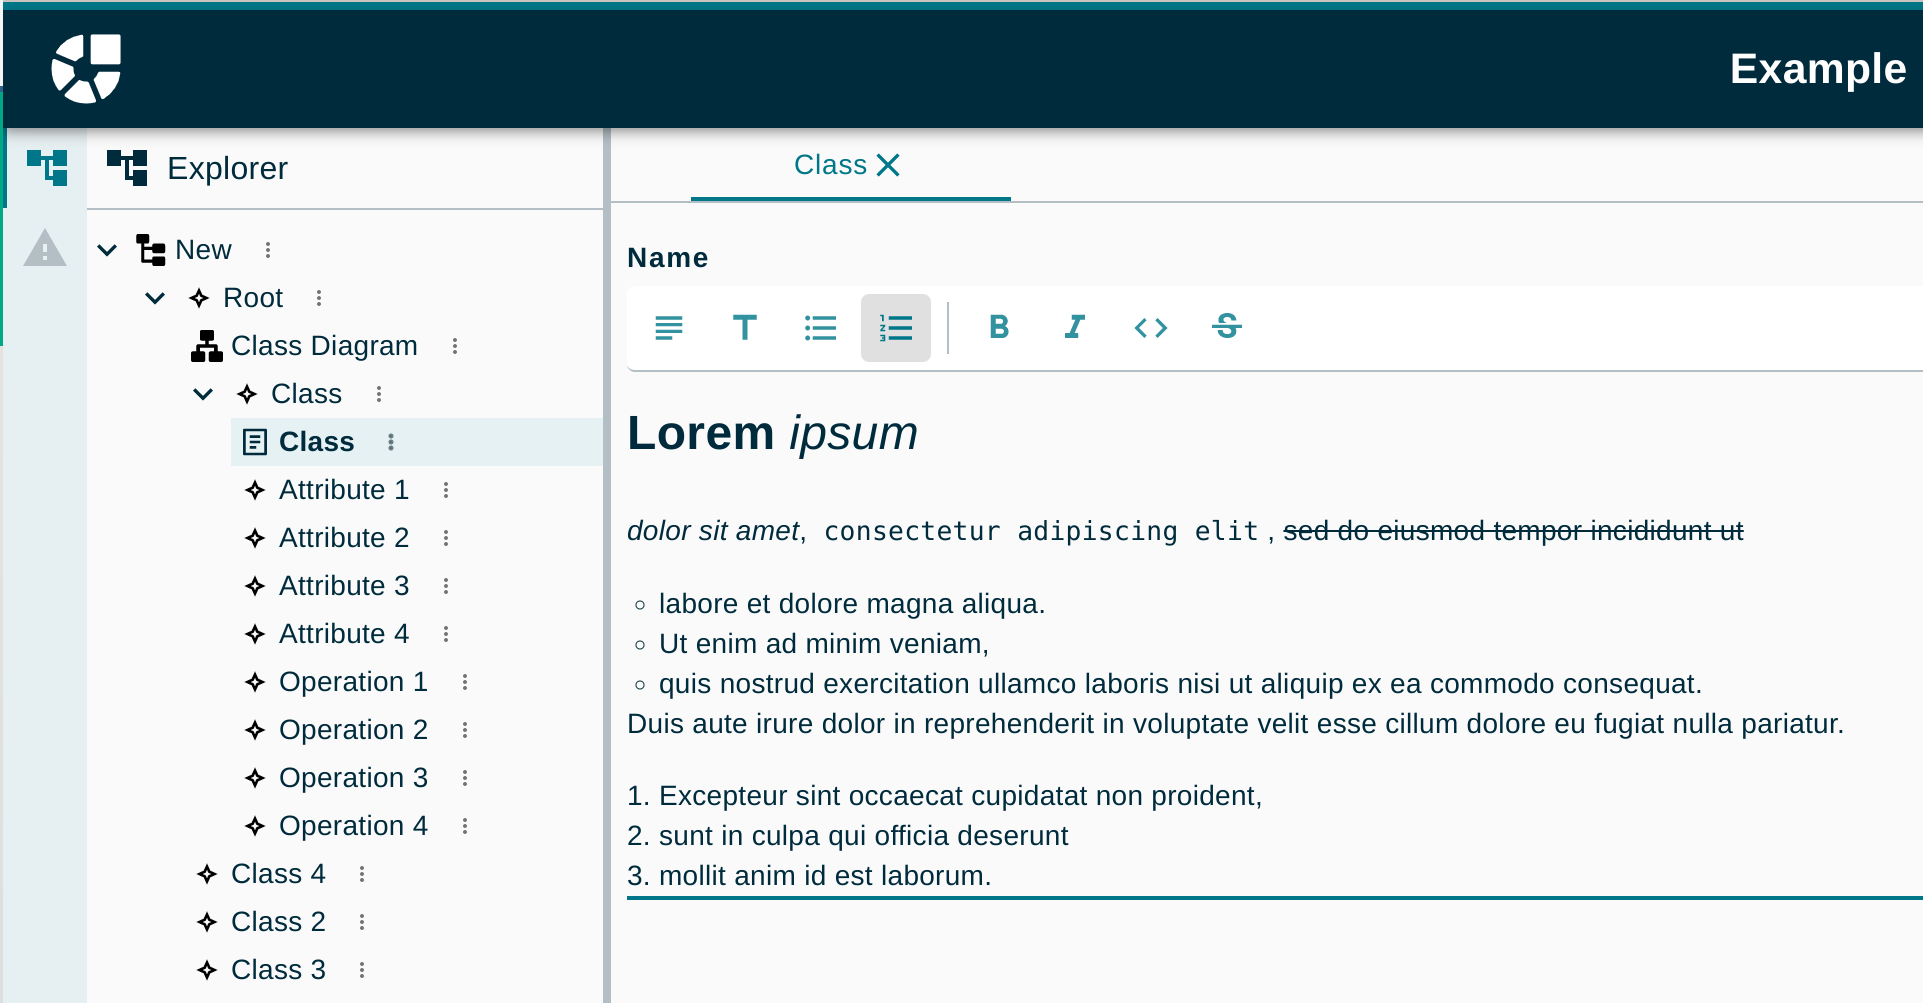 Example
Explorer
New
Root
Class Diagram
Class
Class
Attribute 1
Attribute 2
Attribute 3
Attribute 4
Operation 1
Operation 2
Operation 3
Operation 4
Class 4
Class 2
Class 3
Class
Name
T
B I <> S
Lorem ipsum
dolor sit amet, consectetur adipiscing elit , sed do eiusmod tempor incididunt ut
◦ labore et dolore magna aliqua.
◦ Ut enim ad minim veniam,
◦ quis nostrud exercitation ullamco laboris nisi ut aliquip ex ea commodo consequat.
Duis aute irure dolor in reprehenderit in voluptate velit esse cillum dolore eu fugiat nulla pariatur.
1. Excepteur sint occaecat cupidatat non proident,
2. sunt in culpa qui officia deserunt
3. mollit anim id est laborum.